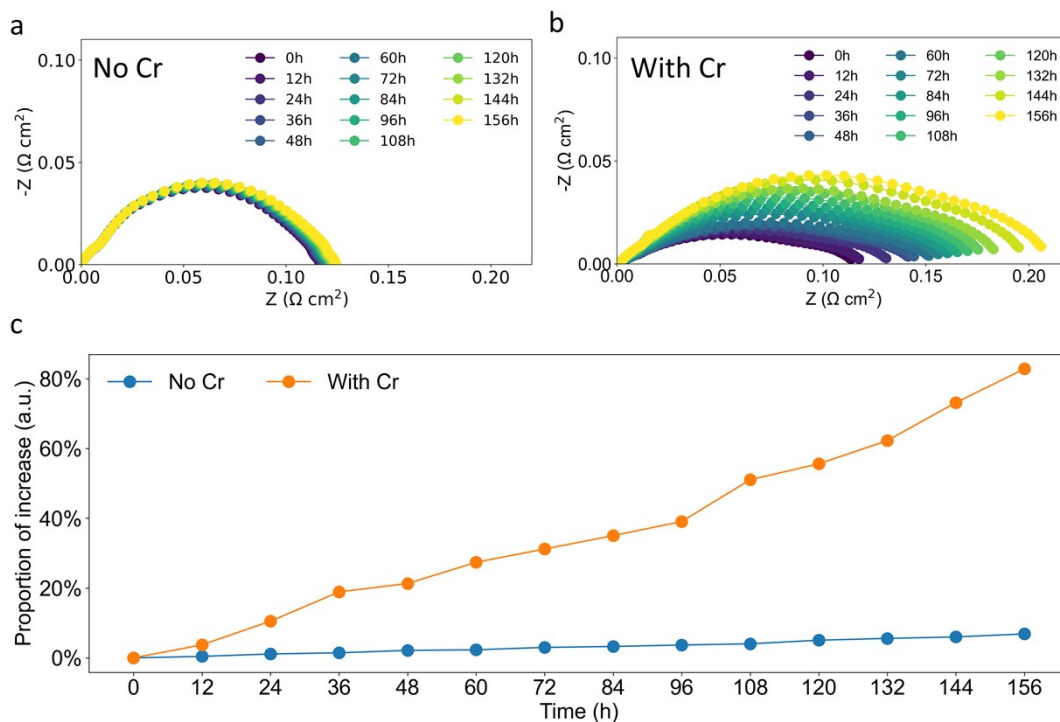 a
No Cr
0h 60h 120h
12h 72h 132h
24h 84h 144h
36h 96h 156h
48h 108h
0.10
0.05
0.00
-Z (Ω cm²)
0.00 0.05 0.10 0.15 0.20
Z (Ω cm²)
b
With Cr
0h 60h 120h
12h 72h 132h
24h 84h 144h
36h 96h 156h
48h 108h
0.10
0.05
0.00
-Z (Ω cm²)
0.00 0.05 0.10 0.15 0.20
Z (Ω cm²)
c
No Cr With Cr
80%
60%
40%
20%
0%
Proportion of increase (a.u.)
0 12 24 36 48 60 72 84 96 108 120 132 144 156
Time (h)